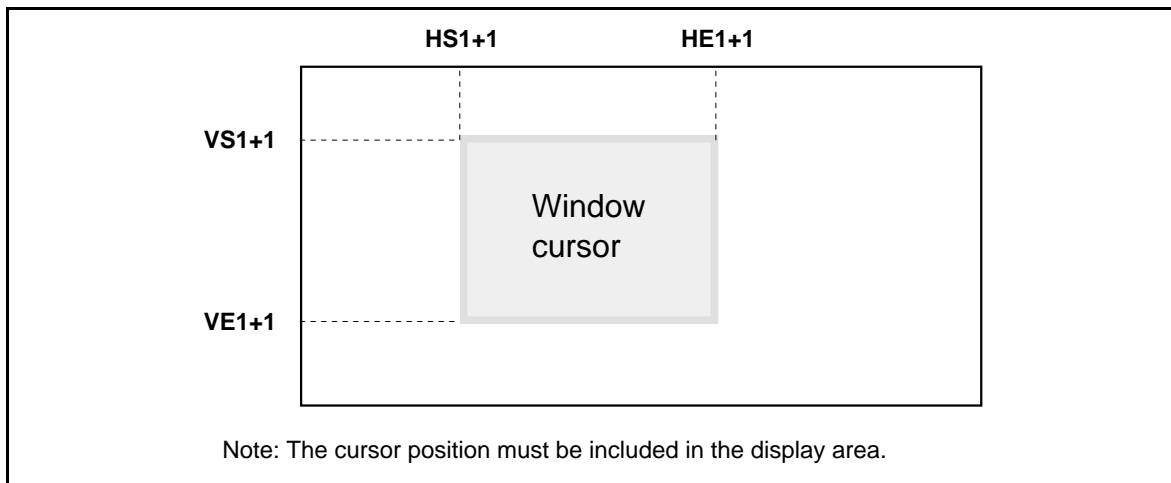 HS1+1 HE1+1
VS1+1
Window
cursor
VE1+1
Note: The cursor position must be included in the display area.